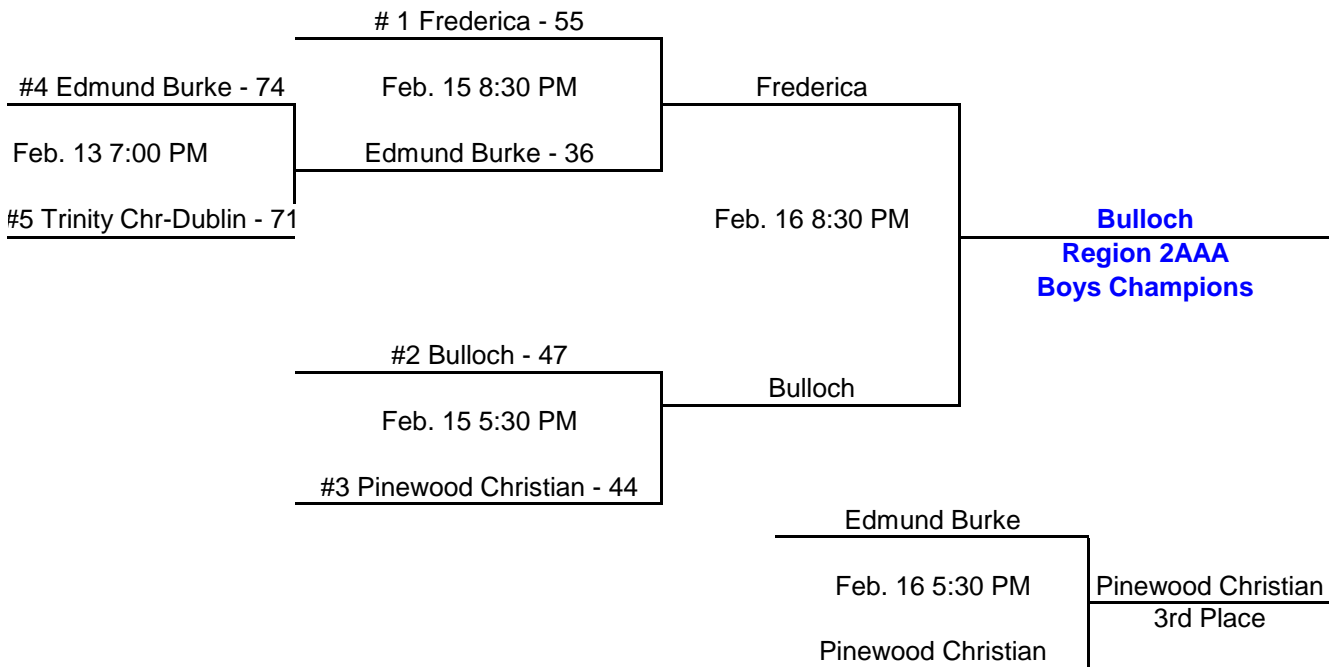 # 1 Frederica - 55
#4 Edmund Burke - 74
Feb. 15 8:30 PM
Frederica
Feb. 13 7:00 PM
Edmund Burke - 36
#5 Trinity Chr-Dublin - 71
Feb. 16 8:30 PM
Bulloch
Region 2AAA
Boys Champions
#2 Bulloch - 47
Bulloch
Feb. 15 5:30 PM
#3 Pinewood Christian - 44
Edmund Burke
Feb. 16 5:30 PM
Pinewood Christian
3rd Place
Pinewood Christian